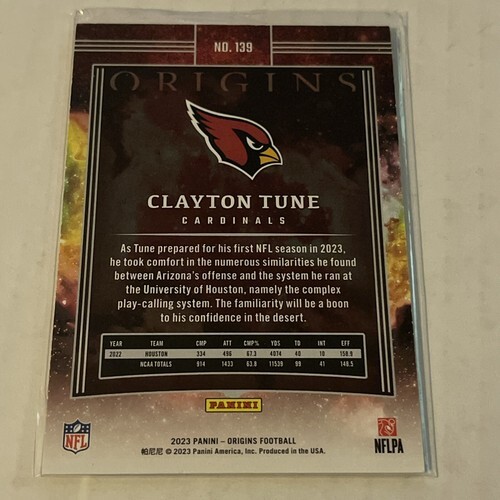 NO. 139
ORIGINS
CLAYTON TUNE
CARDINALS
As Tune prepared for his first NFL season in 2023,
he took comfort in the numerous similarities he found
between Arizona's offense and the system he ran at
the University of Houston, namely the complex
play-calling system. The familiarity will be a boon
to his confidence in the desert.
YEAR TEAM CMP ATT CMP% YDS TD INT EFF
2022 HOUSTON 334 496 67.3 4074 40 10 158.9
NCAA TOTALS 914 1433 63.8 11539 99 41 148.5
PANINI
2023 PANINI – ORIGINS FOOTBALL
帕尼尼 © 2023 Panini America, Inc. Produced in the USA.
NFL
NFLPA